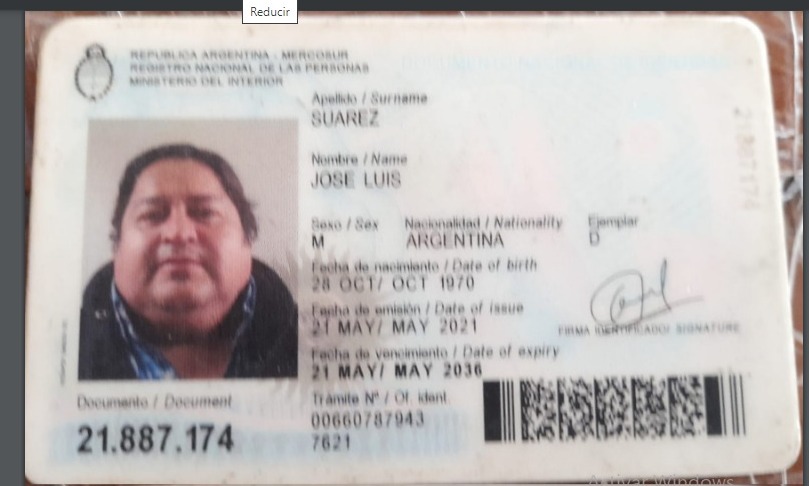 Reducir
REPUBLICA ARGENTINA - MERCOSUR
REGISTRO NACIONAL DE LAS PERSONAS
MINISTERIO DEL INTERIOR
Apellido / Surname
SUAREZ
Nombre / Name
JOSE LUIS
Sexo / Sex Nacionalidad / Nationality Ejemplar
M ARGENTINA D
Fecha de nacimiento / Date of birth
28 OCT/ OCT 1970
Fecha de emisión / Date of issue
21 MAY/ MAY 2021
FIRMA IDENTIFICADO/ SIGNATURE
Fecha de vencimiento / Date of expiry
21 MAY/ MAY 2036
Documento / Document
21.887.174
Trámite Nº / Of. ident.
00660787943
7621
21887174